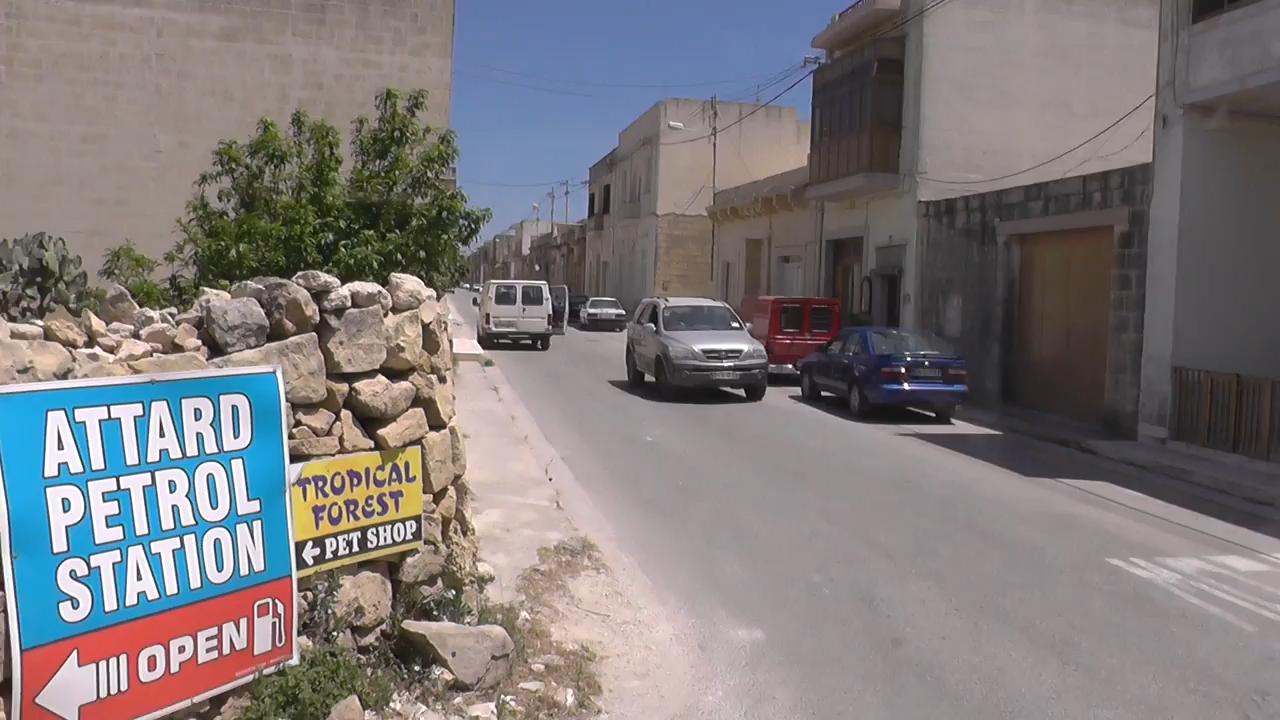 ATTARD
PETROL
STATION
OPEN
TROPICAL
FOREST
PET SHOP